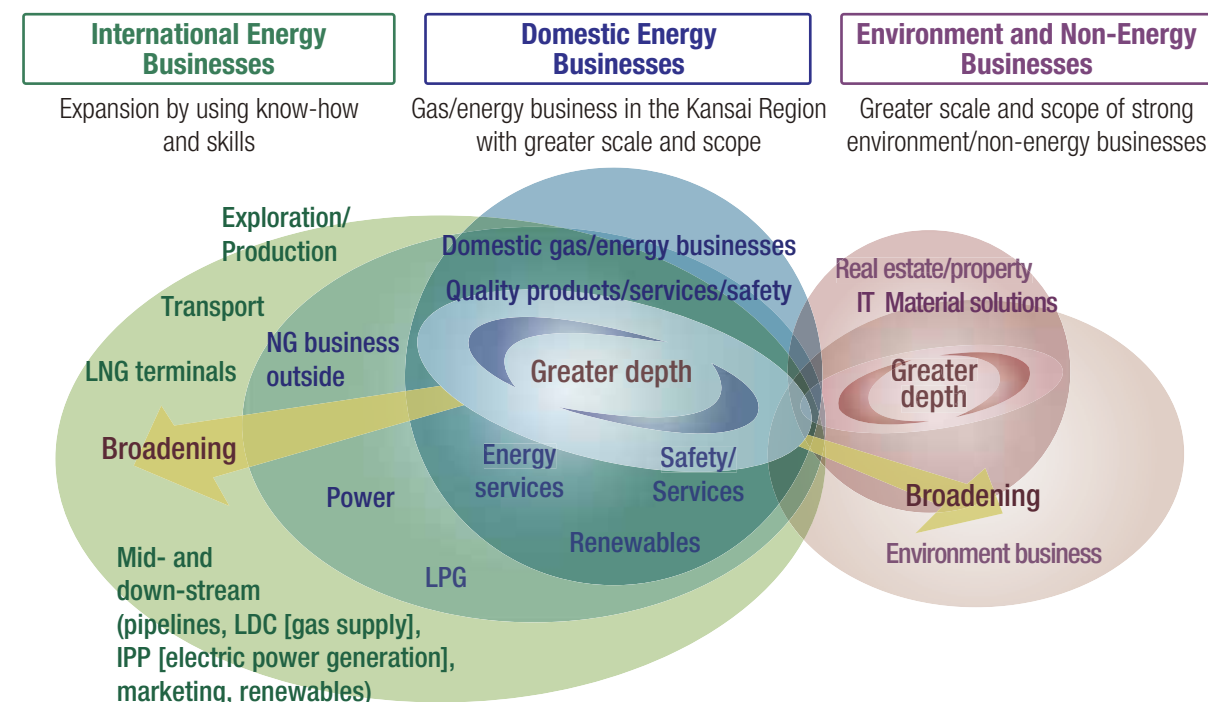 International Energy
Businesses
Domestic Energy
Businesses
Environment and Non-Energy
Businesses
Expansion by using know-how
and skills
Gas/energy business in the Kansai Region
with greater scale and scope
Greater scale and scope of strong
environment/non-energy businesses
Exploration/
Production
Transport
LNG terminals
NG business
outside
Broadening
Power
LPG
Mid- and
down-stream
(pipelines, LDC [gas supply],
IPP [electric power generation],
marketing, renewables)
Domestic gas/energy businesses
Quality products/services/safety
Greater depth
Energy
services
Safety/
Services
Renewables
Real estate/property
IT Material solutions
Greater
depth
Broadening
Environment business